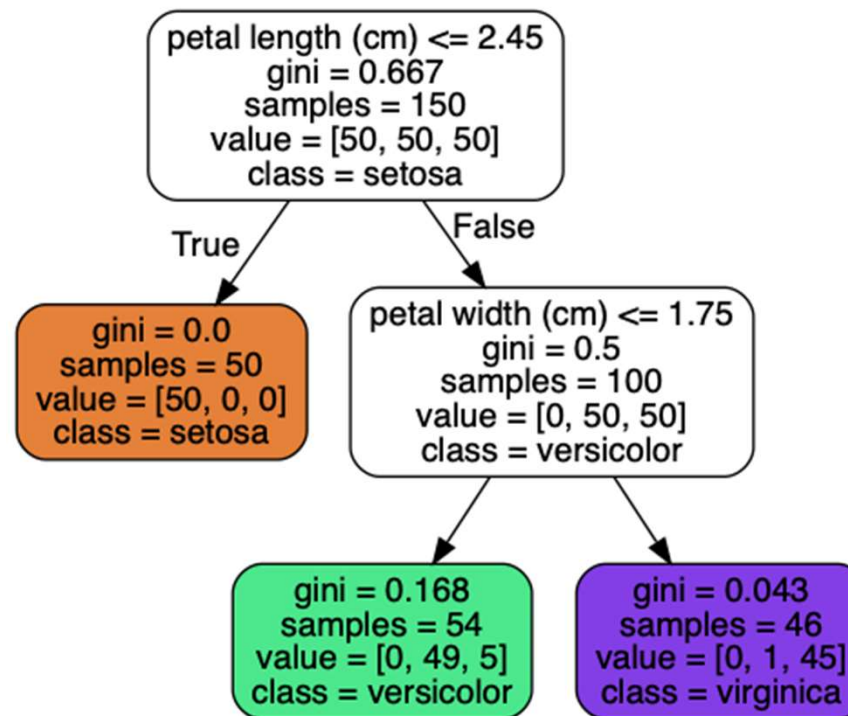 petal length (cm) <= 2.45
gini = 0.667
samples = 150
value = [50, 50, 50]
class = setosa
True
False
gini = 0.0
samples = 50
value = [50, 0, 0]
class = setosa
petal width (cm) <= 1.75
gini = 0.5
samples = 100
value = [0, 50, 50]
class = versicolor
gini = 0.168
samples = 54
value = [0, 49, 5]
class = versicolor
gini = 0.043
samples = 46
value = [0, 1, 45]
class = virginica